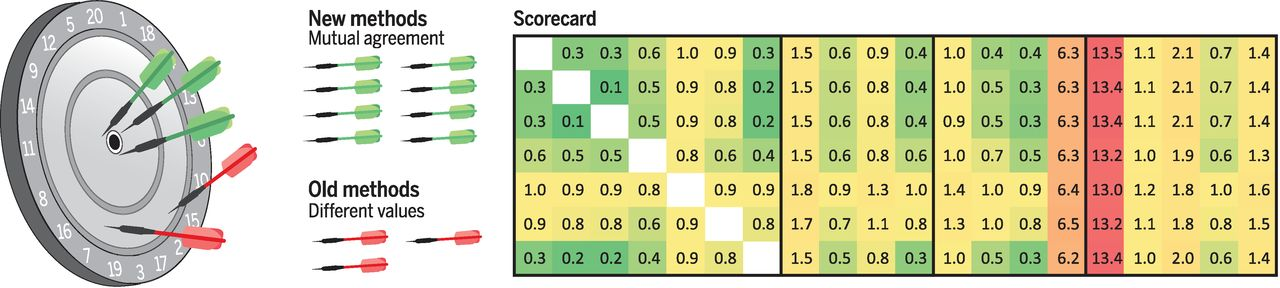 New methods
Mutual agreement
Old methods
Different values
Scorecard
0.3 0.3 0.6 1.0 0.9 0.3 1.5 0.6 0.9 0.4 1.0 0.4 0.4 6.3 13.5 1.1 2.1 0.7 1.4
0.3 0.1 0.5 0.9 0.8 0.2 1.5 0.6 0.8 0.4 0.9 0.5 0.3 6.3 13.4 1.1 2.1 0.7 1.4
0.3 0.1 0.5 0.9 0.8 0.2 1.5 0.6 0.8 0.4 0.9 0.5 0.3 6.3 13.4 1.1 2.1 0.7 1.4
0.6 0.5 0.5 0.8 0.6 0.4 1.5 0.6 0.8 0.6 1.0 0.7 0.5 6.3 13.2 1.0 1.9 0.6 1.3
1.0 0.9 0.9 0.8 0.9 0.9 1.8 0.9 1.3 1.0 1.4 1.0 0.9 6.4 13.0 1.2 1.8 1.0 1.6
0.9 0.8 0.8 0.6 0.9 0.8 1.7 0.7 1.1 0.8 1.3 1.0 0.8 6.5 13.2 1.1 1.8 0.8 1.5
0.3 0.2 0.2 0.4 0.9 0.8 1.5 0.5 0.8 0.3 1.0 0.5 0.3 6.2 13.4 1.0 2.0 0.6 1.4
20
1
18
13
10
15
17
3
19
7
16
8
11
14
9
12
5